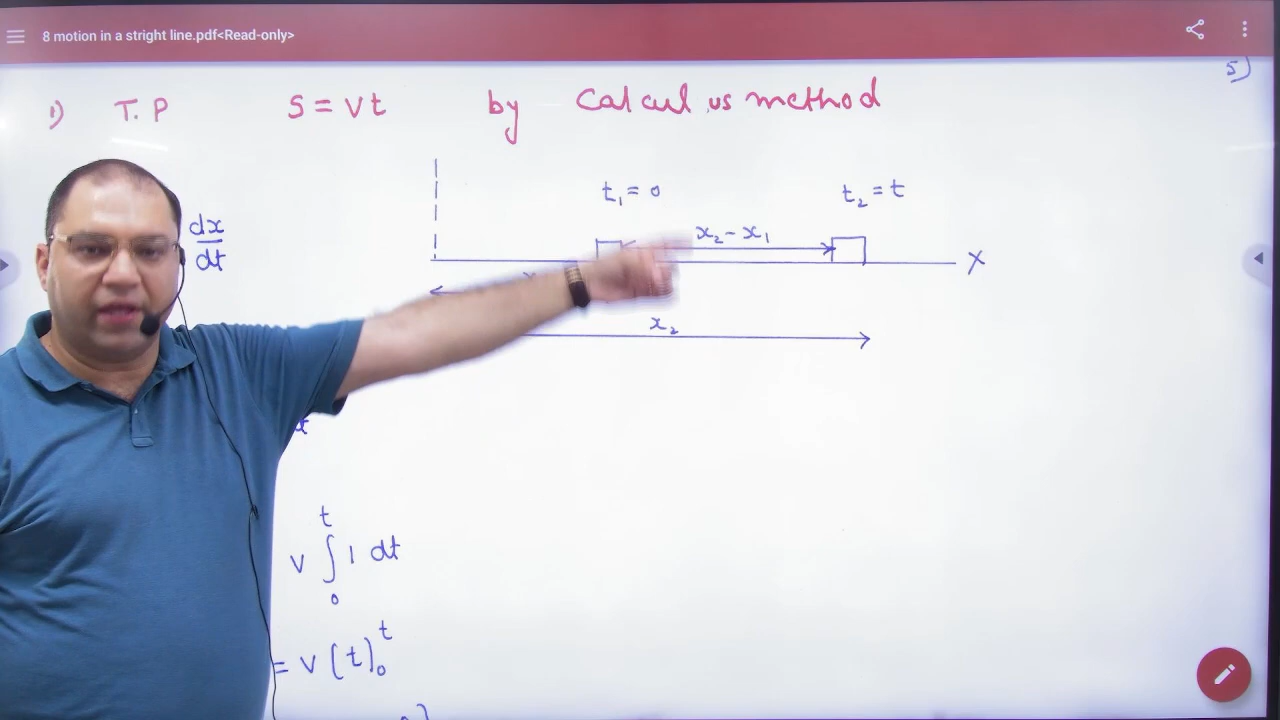 8 motion in a stright line.pdf<Read-only>
5)
1) T.P S = vt by Calculus method
t₁ = 0 t₂ = t
dx/dt
x₂ - x₁
X
x₂
t
v ∫ 1 dt
0
= v [t]₀ᵗ